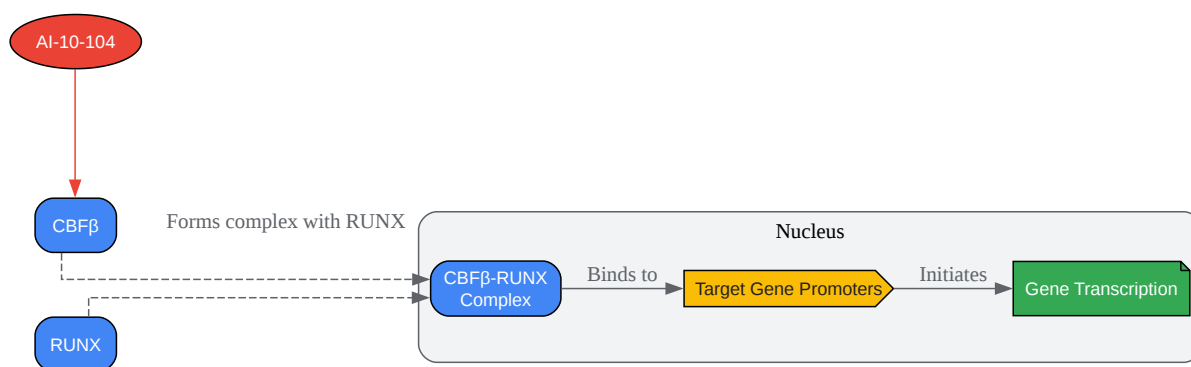 AI-10-104
CBFβ
Forms complex with RUNX
Nucleus
CBFβ-RUNX
Complex
Binds to
Target Gene Promoters
Initiates
Gene Transcription
RUNX